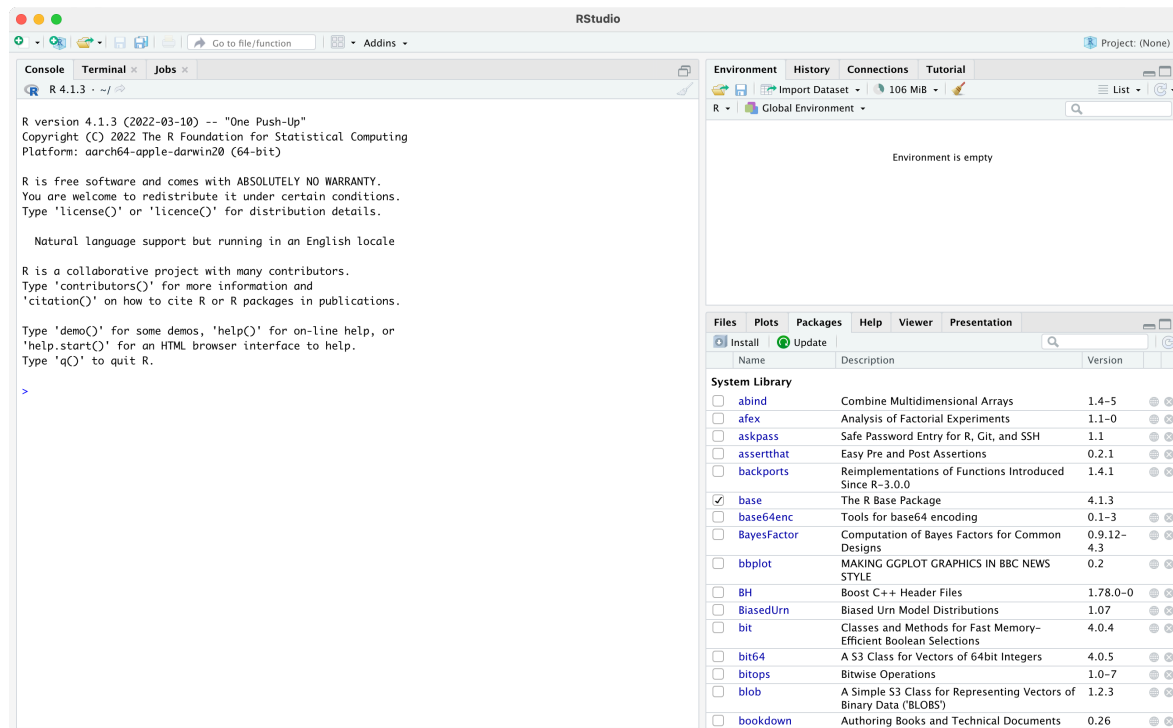 RStudio
Go to file/function
Addins
Project: (None)
Console Terminal Jobs
R 4.1.3 · ~/
R version 4.1.3 (2022-03-10) -- "One Push-Up"
Copyright (C) 2022 The R Foundation for Statistical Computing
Platform: aarch64-apple-darwin20 (64-bit)
R is free software and comes with ABSOLUTELY NO WARRANTY.
You are welcome to redistribute it under certain conditions.
Type 'license()' or 'licence()' for distribution details.
Natural language support but running in an English locale
R is a collaborative project with many contributors.
Type 'contributors()' for more information and
'citation()' on how to cite R or R packages in publications.
Type 'demo()' for some demos, 'help()' for on-line help, or
'help.start()' for an HTML browser interface to help.
Type 'q()' to quit R.
>
Environment History Connections Tutorial
Import Dataset 106 MiB List
R Global Environment
Environment is empty
Files Plots Packages Help Viewer Presentation
Install Update
Name Description Version
System Library
abind Combine Multidimensional Arrays 1.4-5
afex Analysis of Factorial Experiments 1.1-0
askpass Safe Password Entry for R, Git, and SSH 1.1
assertthat Easy Pre and Post Assertions 0.2.1
backports Reimplementations of Functions Introduced 1.4.1
Since R-3.0.0
base The R Base Package 4.1.3
base64enc Tools for base64 encoding 0.1-3
BayesFactor Computation of Bayes Factors for Common 0.9.12-
Designs 4.3
bbplot MAKING GGPLOT GRAPHICS IN BBC NEWS 0.2
STYLE
BH Boost C++ Header Files 1.78.0-0
BiasedUrn Biased Urn Model Distributions 1.07
bit Classes and Methods for Fast Memory- 4.0.4
Efficient Boolean Selections
bit64 A S3 Class for Vectors of 64bit Integers 4.0.5
bitops Bitwise Operations 1.0-7
blob A Simple S3 Class for Representing Vectors of 1.2.3
Binary Data ('BLOBS')
bookdown Authoring Books and Technical Documents 0.26